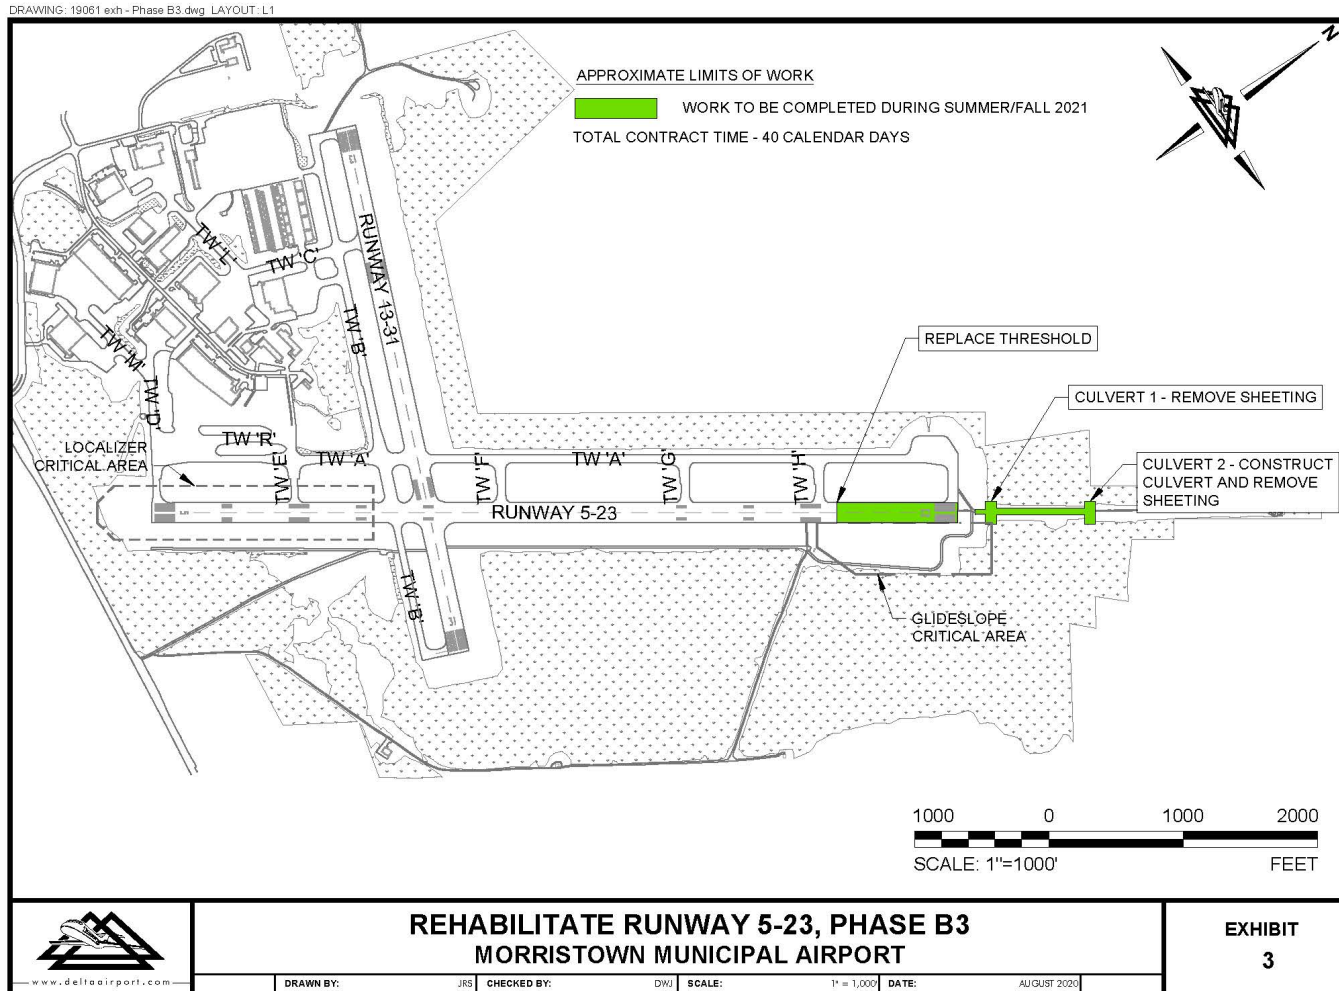 DRAWING: 19061 exh - Phase B3.dwg LAYOUT: L1
N
APPROXIMATE LIMITS OF WORK
WORK TO BE COMPLETED DURING SUMMER/FALL 2021
TOTAL CONTRACT TIME - 40 CALENDAR DAYS
13
RUNWAY 13-31
TW 'L'
TW 'C'
TW 'B'
TW 'M'
TW 'D'
REPLACE THRESHOLD
CULVERT 1 - REMOVE SHEETING
CULVERT 2 - CONSTRUCT
CULVERT AND REMOVE
SHEETING
LOCALIZER
CRITICAL AREA
TW 'R'
TW 'E'
TW 'A'
TW 'F'
TW 'A'
TW 'G'
TW 'H'
5
RUNWAY 5-23
TW 'B'
31
GLIDESLOPE
CRITICAL AREA
1000 0 1000 2000
SCALE: 1"=1000' FEET
www.deltaairport.com
REHABILITATE RUNWAY 5-23, PHASE B3
MORRISTOWN MUNICIPAL AIRPORT
EXHIBIT
3
DRAWN BY: JRS CHECKED BY: DWJ SCALE: 1" = 1,000' DATE: AUGUST 2020